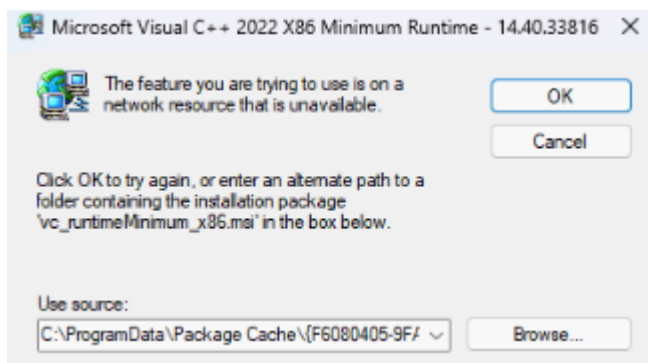 Microsoft Visual C++ 2022 X86 Minimum Runtime - 14.40.33816
The feature you are trying to use is on a
network resource that is unavailable.
OK
Cancel
Click OK to try again, or enter an alternate path to a
folder containing the installation package
'vc_runtimeMinimum_x86.msi' in the box below.
Use source:
C:\ProgramData\Package Cache\{F6080405-9FA
Browse...